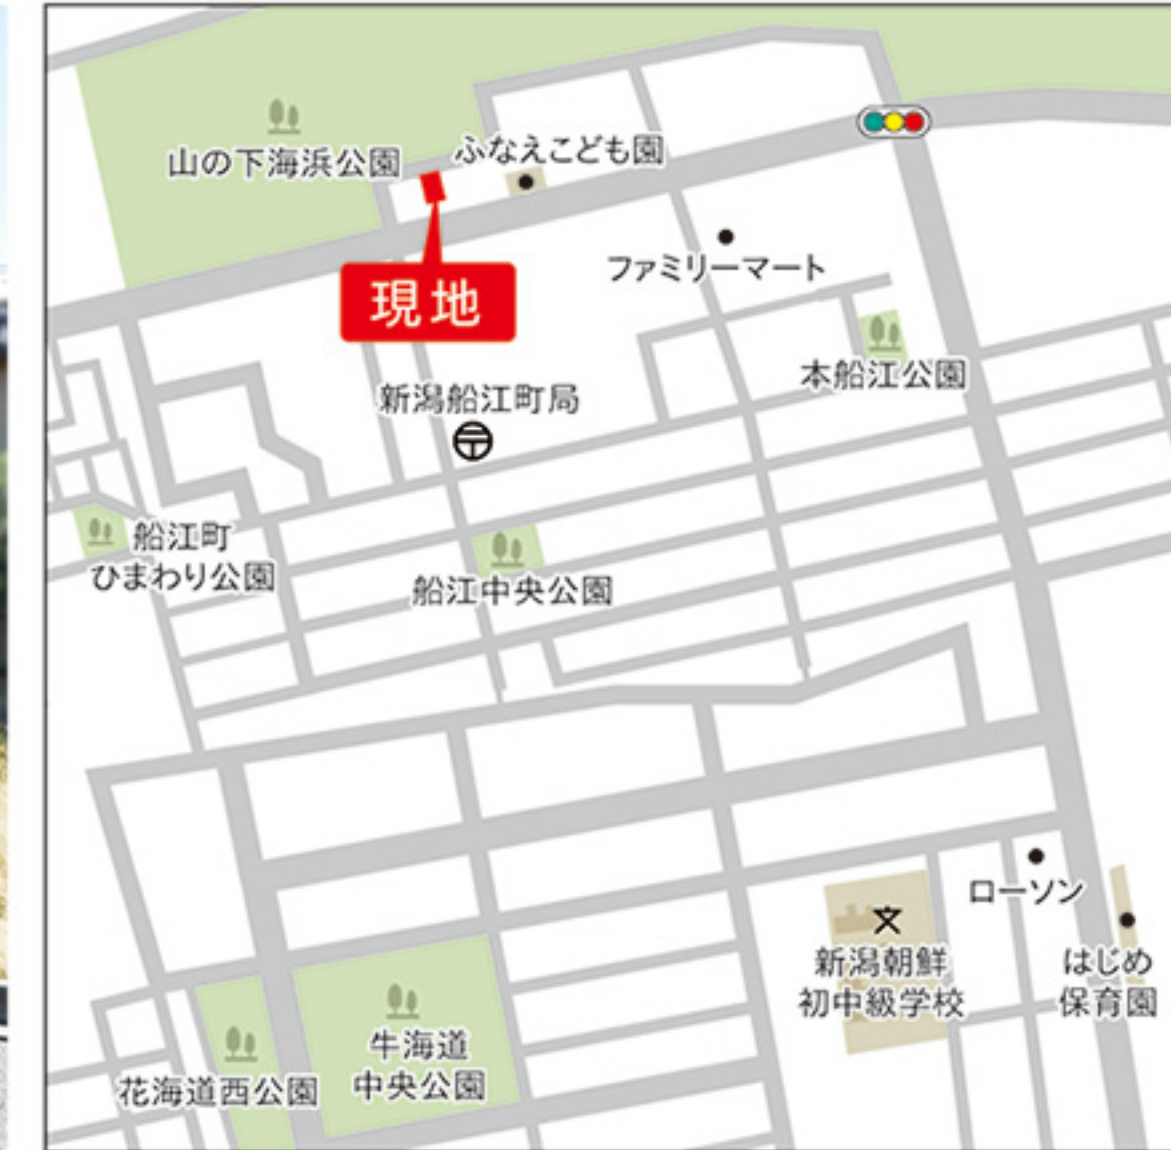 山の下海浜公園
ふなえこども園
ファミリーマート
現地
本船江公園
新潟船江町局
船江町
ひまわり公園
船江中央公園
ローソン
新潟朝鮮
初中級学校
はじめ
保育園
牛海道
中央公園
花海道西公園